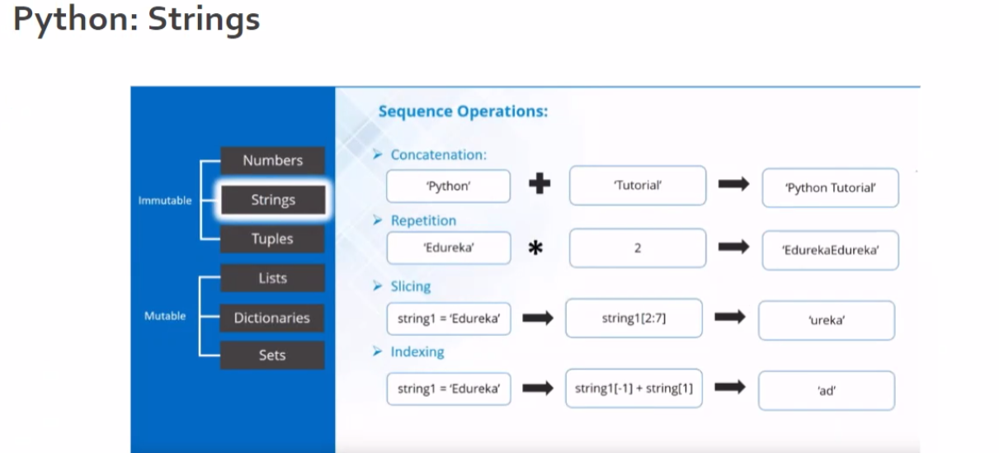 Python: Strings
Sequence Operations:
Numbers
Immutable
Strings
Tuples
Lists
Mutable
Dictionaries
Sets
➢ Concatenation:
'Python' + 'Tutorial' 'Python Tutorial'
➢ Repetition
'Edureka' * 2 'EdurekaEdureka'
➢ Slicing
string1 = 'Edureka' string1[2:7] 'ureka'
➢ Indexing
string1 = 'Edureka' string1[-1] + string[1] 'ad'